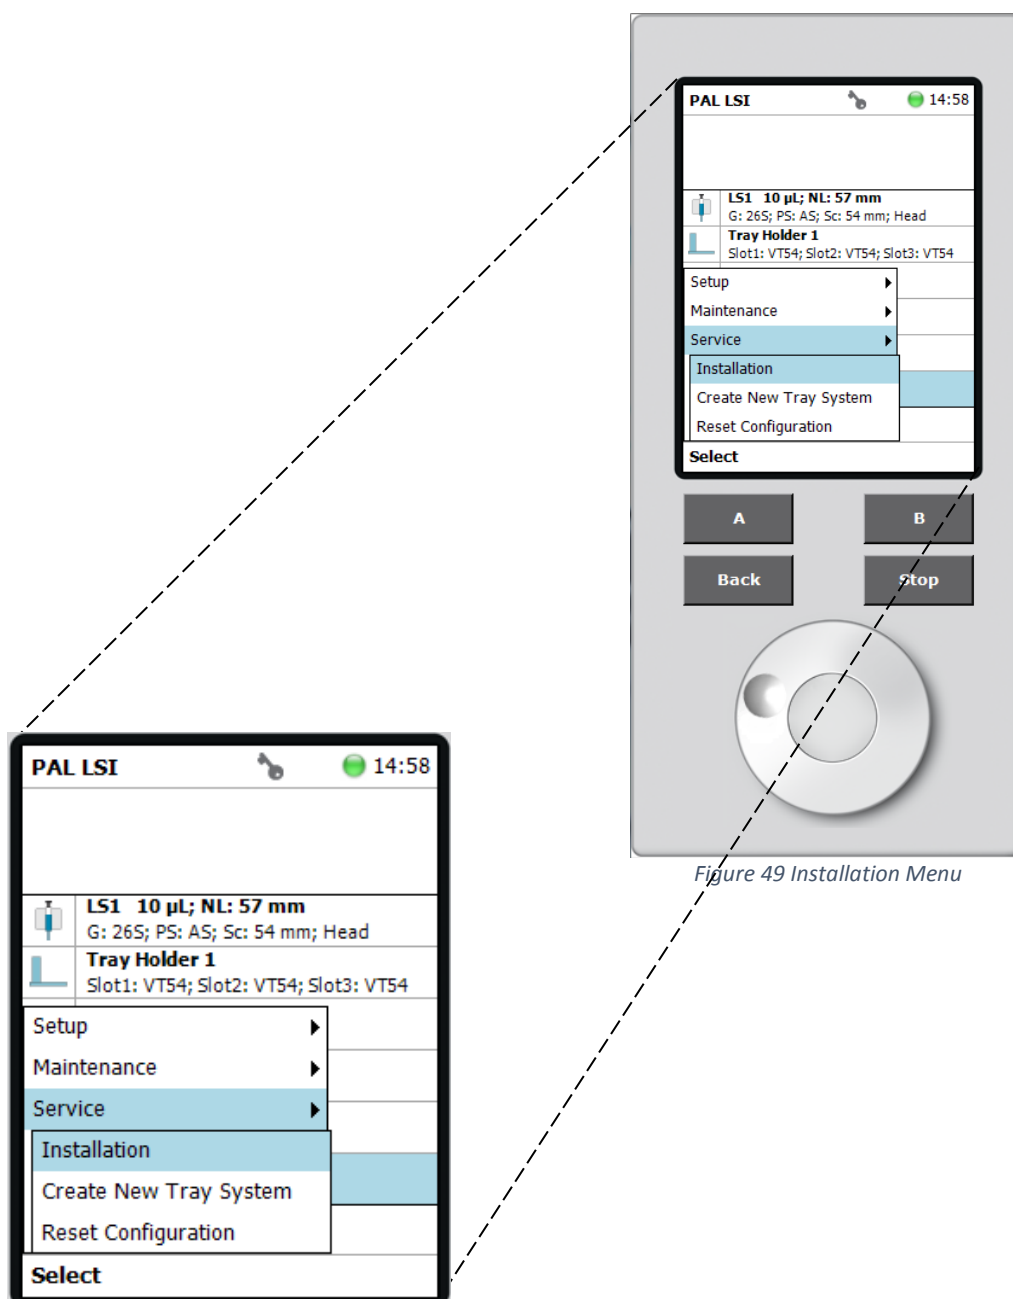 PAL LSI 14:58
LS1 10 µL; NL: 57 mm
G: 26S; PS: AS; Sc: 54 mm; Head
Tray Holder 1
Slot1: VT54; Slot2: VT54; Slot3: VT54
Setup
Maintenance
Service
Installation
Create New Tray System
Reset Configuration
Select
A B
Back Stop
Figure 49 Installation Menu
PAL LSI 14:58
LS1 10 µL; NL: 57 mm
G: 26S; PS: AS; Sc: 54 mm; Head
Tray Holder 1
Slot1: VT54; Slot2: VT54; Slot3: VT54
Setup
Maintenance
Service
Installation
Create New Tray System
Reset Configuration
Select